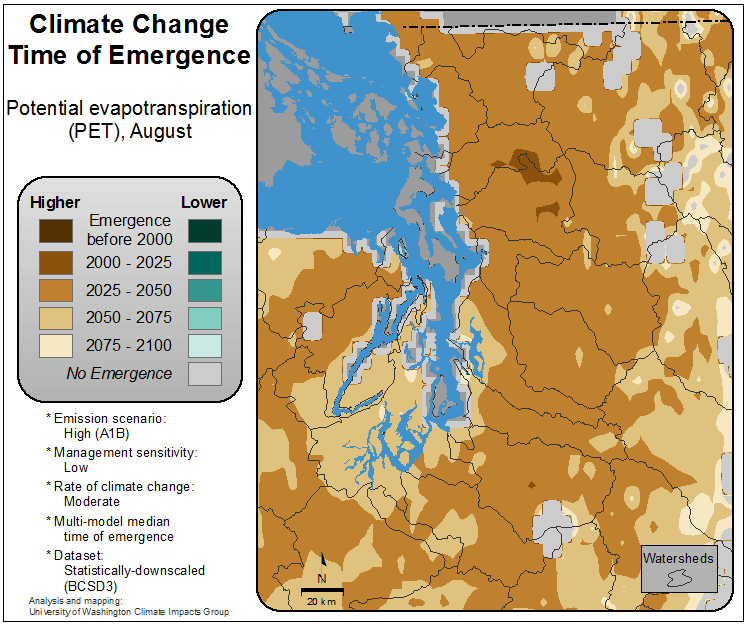 Climate Change
Time of Emergence
Potential evapotranspiration
(PET), August
Higher
Lower
Emergence
before 2000
2000 - 2025
2025 - 2050
2050 - 2075
2075 - 2100
No Emergence
* Emission scenario:
High (A1B)
* Management sensitivity:
Low
* Rate of climate change:
Moderate
* Multi-model median
time of emergence
* Dataset:
Statistically-downscaled
(BCSD3)
Analysis and mapping:
University of Washington Climate Impacts Group
N
20 km
Watersheds